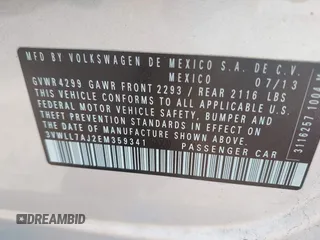 MFD BY VOLKSWAGEN DE MEXICO S.A. DE C.V.
MEXICO 07/13
GVWR 4299 GAWR FRONT 2293 / REAR 2116 LBS
THIS VEHICLE CONFORMS TO ALL APPLICABLE U.S.
FEDERAL MOTOR VEHICLE SAFETY, BUMPER AND
THEFT PREVENTION STANDARDS IN EFFECT ON THE
DATE OF MANUFACTURE SHOWN ABOVE.
3VWLL7AJ2EM359341
PASSENGER CAR
3116257 1004
DREAMBID